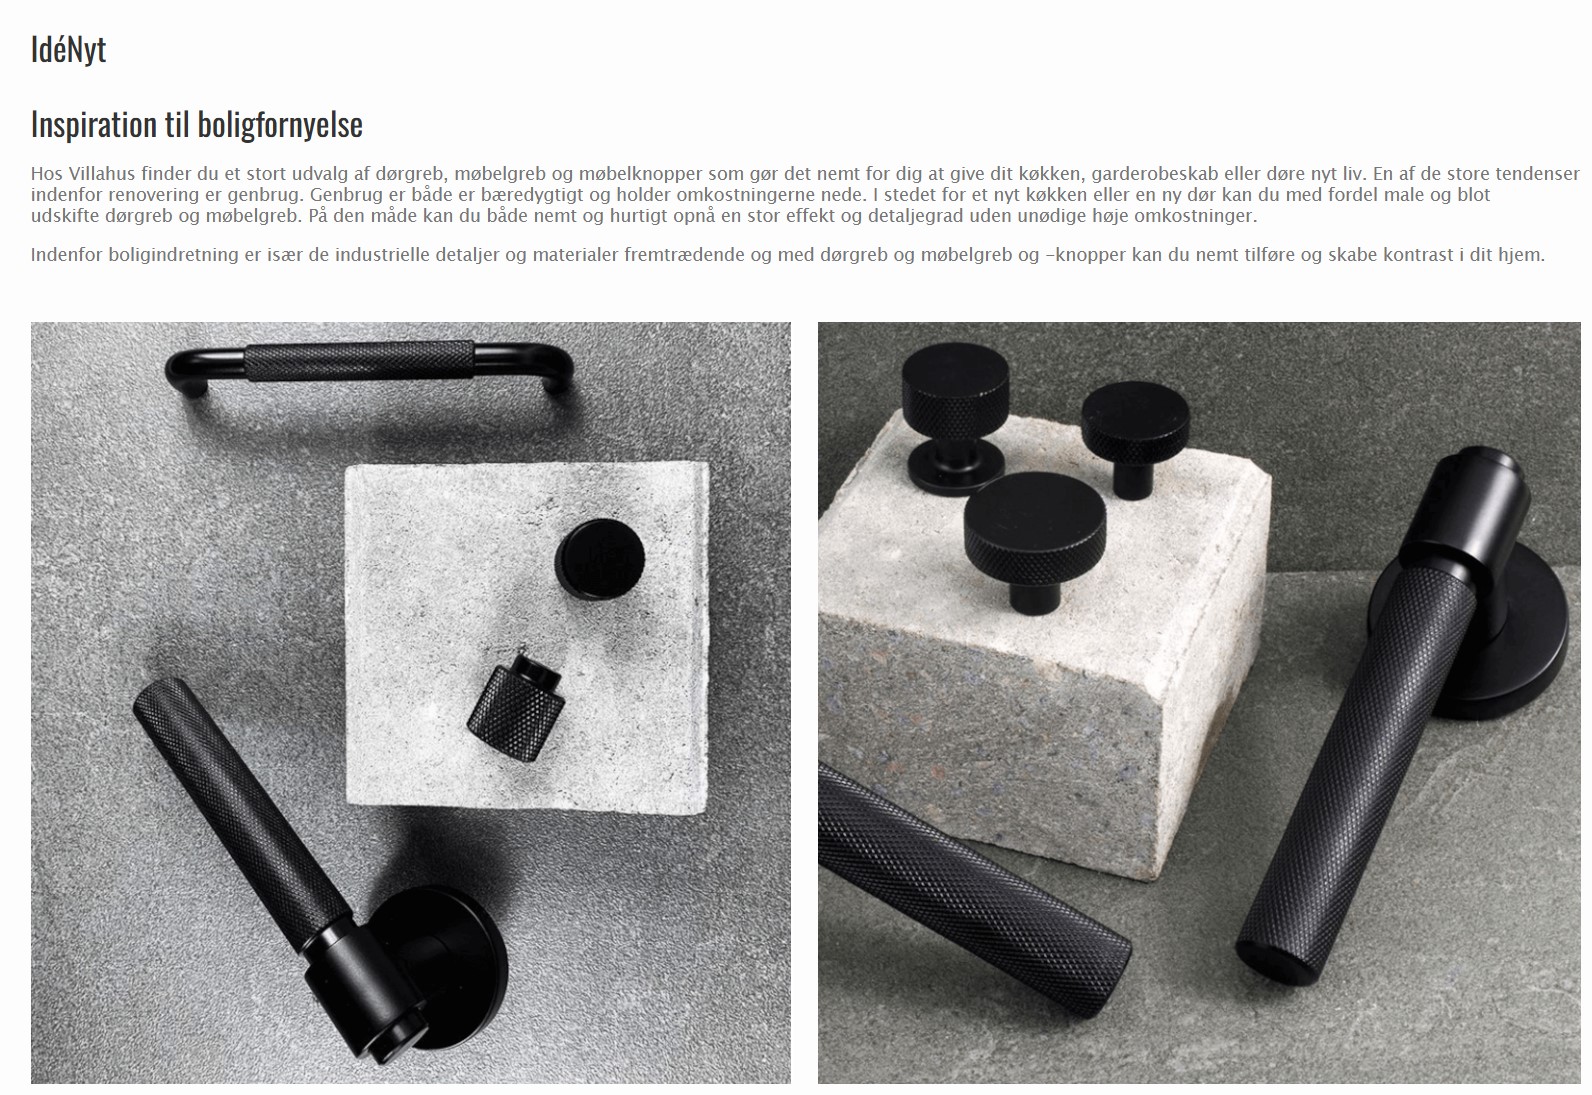 IdéNyt
Inspiration til boligfornyelse
Hos Villahus finder du et stort udvalg af dørgreb, møbelgreb og møbelknopper som gør det nemt for dig at give dit køkken, garderobeskab eller døre nyt liv. En af de store tendenser
indenfor renovering er genbrug. Genbrug er både er bæredygtigt og holder omkostningerne nede. I stedet for et nyt køkken eller en ny dør kan du med fordel male og blot
udskifte dørgreb og møbelgreb. På den måde kan du både nemt og hurtigt opnå en stor effekt og detaljegrad uden unødige høje omkostninger.
Indenfor boligindretning er især de industrielle detaljer og materialer fremtrædende og med dørgreb og møbelgreb og -knopper kan du nemt tilføre og skabe kontrast i dit hjem.